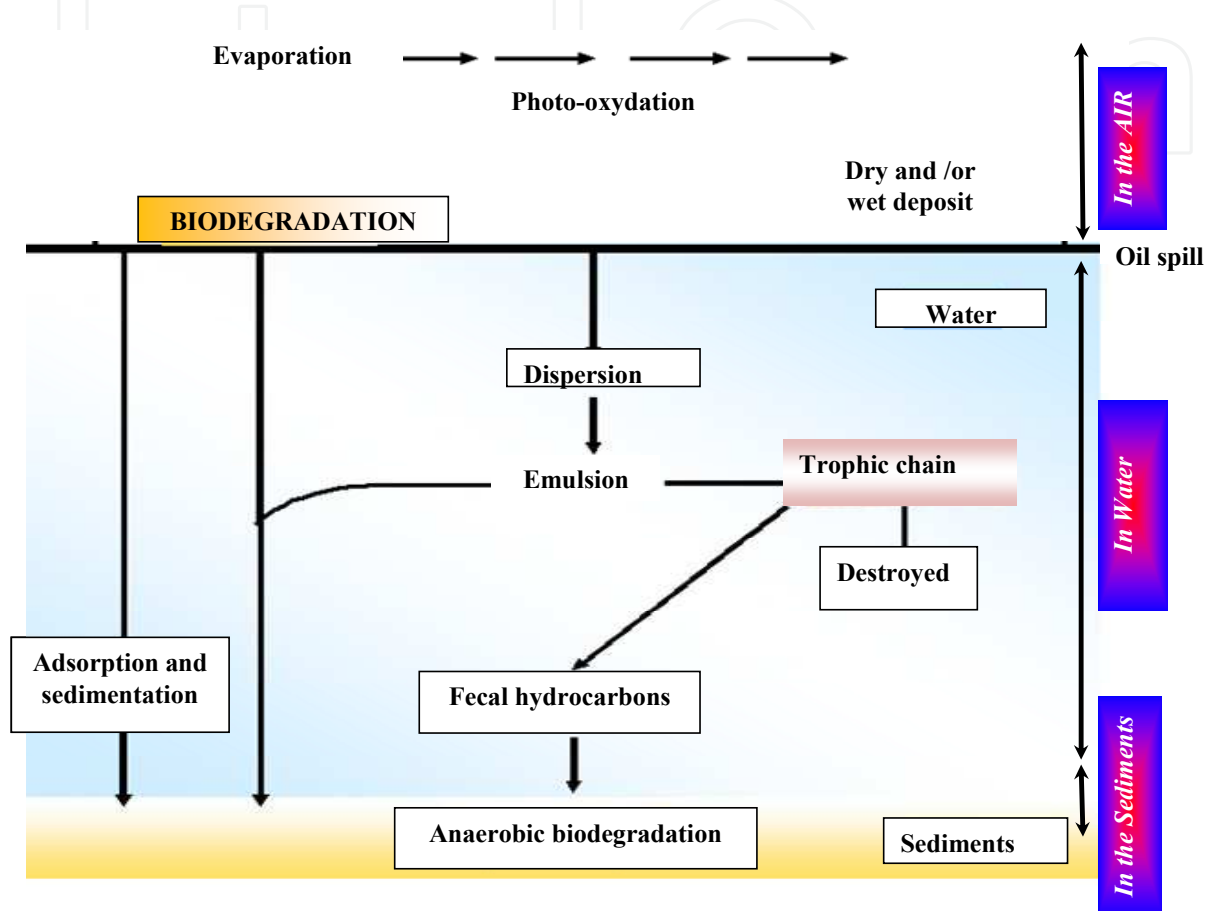 Evaporation
Photo-oxydation
Dry and /or
wet deposit
In the AIR
BIODEGRADATION
Oil spill
Water
Dispersion
Trophic chain
Emulsion
In Water
Destroyed
Adsorption and
sedimentation
Fecal hydrocarbons
Anaerobic biodegradation
Sediments
In the Sediments